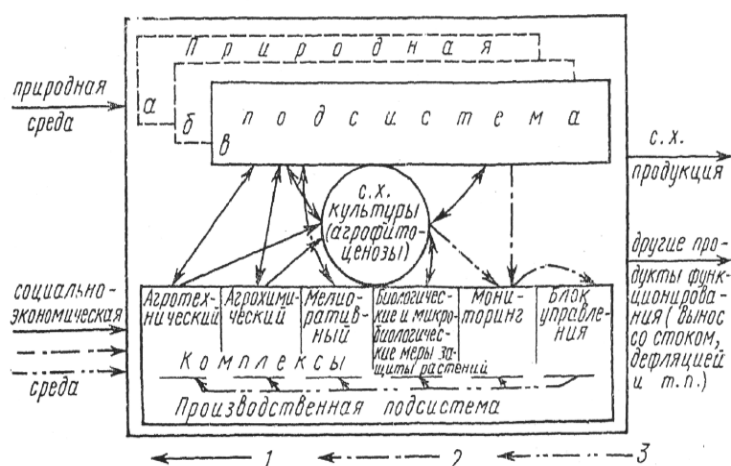 Природная
а
б
в
подсистема
природная
среда
с.х.
продукция
с.х.
культуры
(агрофито-
ценозы)
другие про-
дукты функ-
ционирова-
ния (вынос
со стоком,
дефляцией
и т.п.)
социально-
экономическая
среда
Агротех-
нический
Агрохими-
ческий
Мелио-
ратив-
ный
Биологичес-
кие и микро-
биологичес-
кие меры за-
щиты растений
Мони-
торинг
Блок
управле-
ния
Комплексы
Производственная подсистема
1
2
3